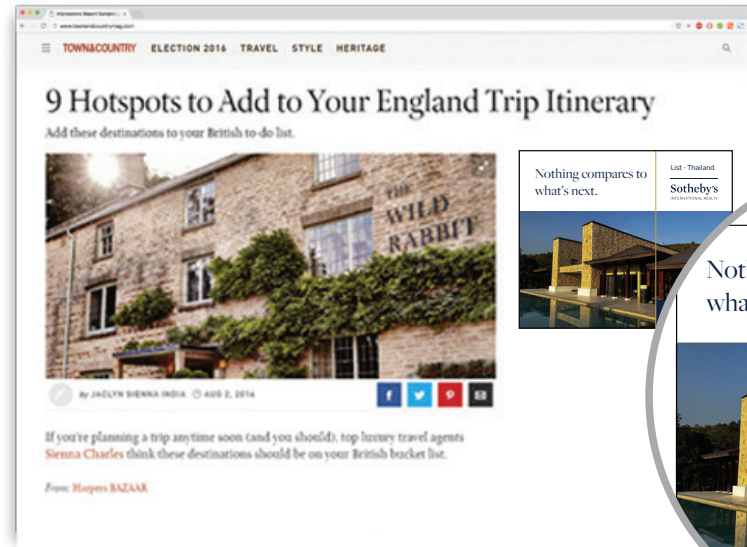 www.townandcountrymag.com
TOWN&COUNTRY ELECTION 2016 TRAVEL STYLE HERITAGE
9 Hotspots to Add to Your England Trip Itinerary
Add these destinations to your British to-do list.
THE
WILD
RABBIT
by JACLYN SIENNA INDIA AUG 2, 2016
If you're planning a trip anytime soon (and you should), top luxury travel agents
Sienna Charles think these destinations should be on your British bucket list.
From: Harpers BAZAAR
Nothing compares to
what's next.
List - Thailand
Sotheby's
INTERNATIONAL REALTY
Not
wha